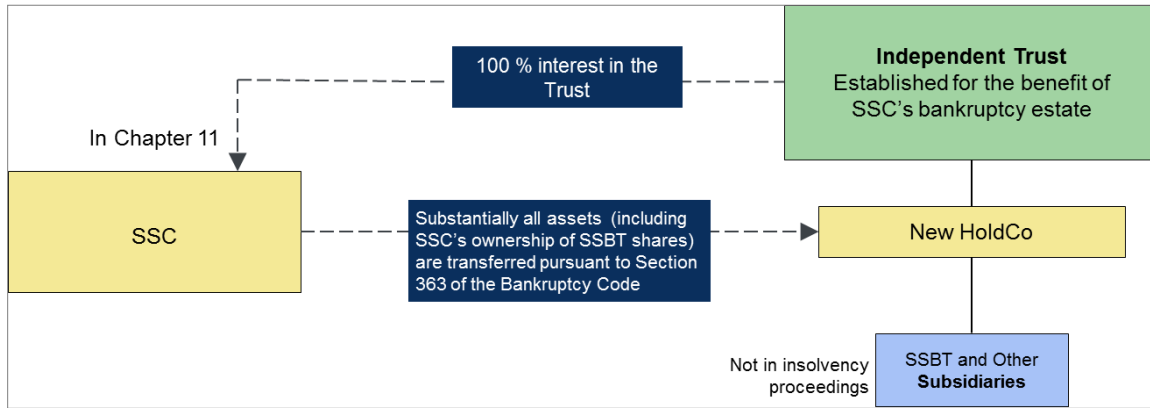 Independent Trust
Established for the benefit of
SSC's bankruptcy estate
100 % interest in the
Trust
In Chapter 11
SSC
Substantially all assets (including
SSC's ownership of SSBT shares)
are transferred pursuant to Section
363 of the Bankruptcy Code
New HoldCo
Not in insolvency
proceedings
SSBT and Other
Subsidiaries